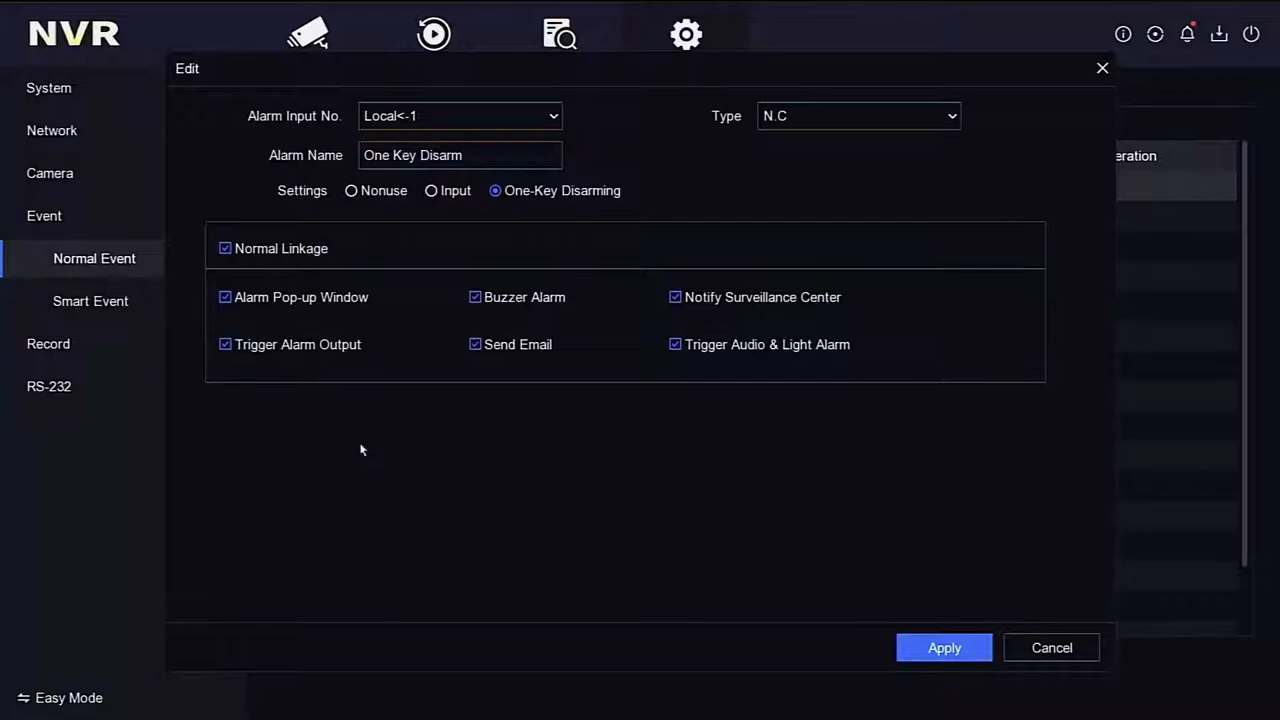 NVR
Edit
System
Network
Camera
Event
Normal Event
Smart Event
Record
RS-232
Easy Mode
Alarm Input No. Local<-1 Type N.C
Alarm Name One Key Disarm
Settings Nonuse Input One-Key Disarming
Normal Linkage
Alarm Pop-up Window Buzzer Alarm Notify Surveillance Center
Trigger Alarm Output Send Email Trigger Audio & Light Alarm
Apply Cancel